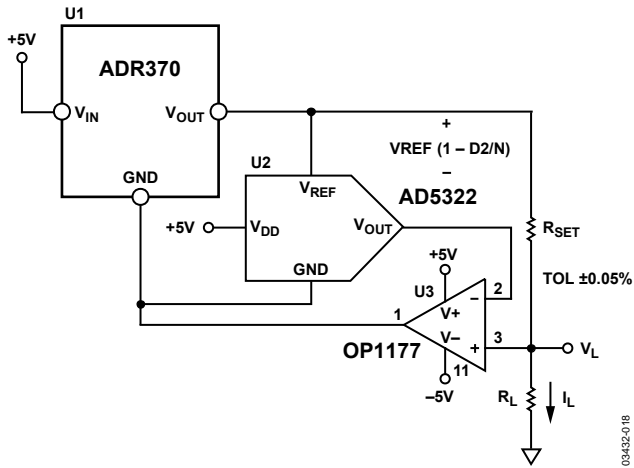 U1
+5V
ADR370
VIN
VOUT
GND
+
VREF (1 – D2/N)
–
U2
VREF
AD5322
+5V
VDD
VOUT
GND
RSET
+5V
U3
V+
–
2
TOL ±0.05%
1
V–
+
3
VL
OP1177
11
–5V
RL
IL
03432-018